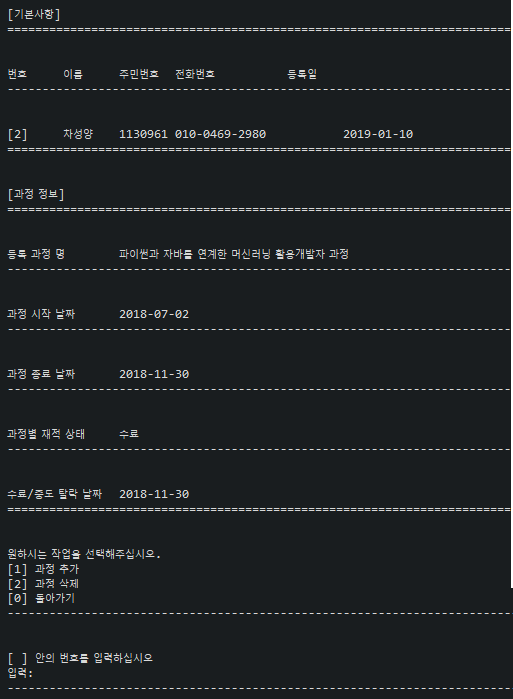 [기본사항]
================================================================================
번호 이름 주민번호 전화번호 등록일
--------------------------------------------------------------------------------
[2] 차성양 1130961 010-0469-2980 2019-01-10
================================================================================
[과정 정보]
================================================================================
등록 과정 명 파이썬과 자바를 연계한 머신러닝 활용개발자 과정
--------------------------------------------------------------------------------
과정 시작 날짜 2018-07-02
--------------------------------------------------------------------------------
과정 종료 날짜 2018-11-30
--------------------------------------------------------------------------------
과정별 재적 상태 수료
--------------------------------------------------------------------------------
수료/중도 탈락 날짜 2018-11-30
================================================================================
원하시는 작업을 선택해주십시오.
[1] 과정 추가
[2] 과정 삭제
[0] 돌아가기
--------------------------------------------------------------------------------
[ ] 안의 번호를 입력하십시오
입력:
--------------------------------------------------------------------------------